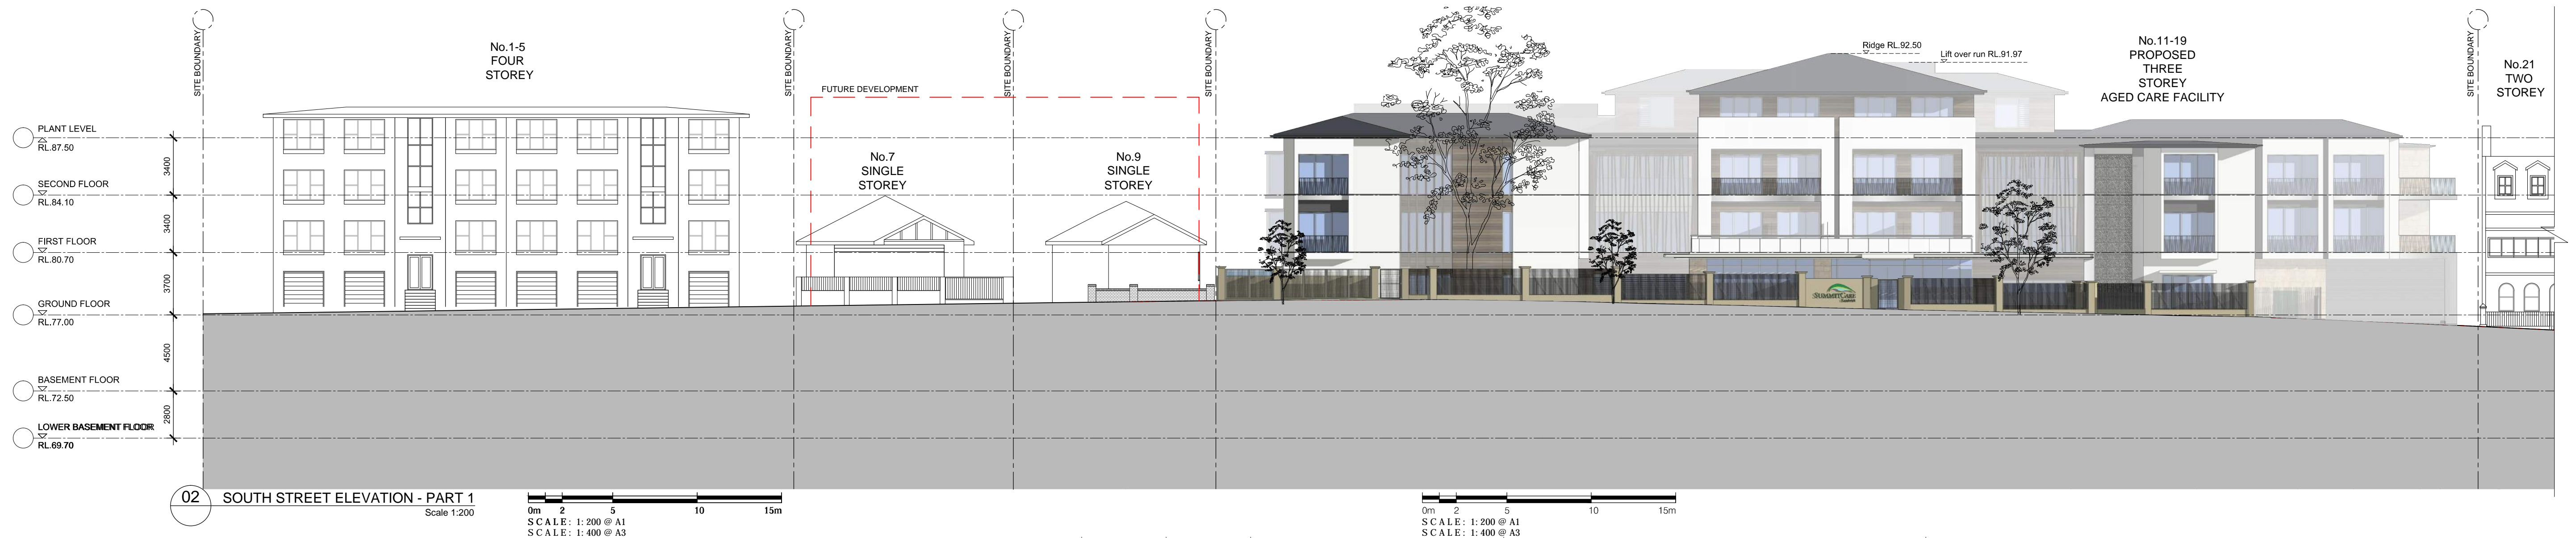 SITE BOUNDARY
No.1-5
FOUR
STOREY
SITE BOUNDARY
FUTURE DEVELOPMENT
SITE BOUNDARY
SITE BOUNDARY
Ridge RL.92.50
Lift over run RL.91.97
No.11-19
PROPOSED
THREE
STOREY
AGED CARE FACILITY
SITE BOUNDARY
No.21
TWO
STOREY
No.7
SINGLE
STOREY
No.9
SINGLE
STOREY
PLANT LEVEL
RL.87.50
3400
SECOND FLOOR
RL.84.10
3400
FIRST FLOOR
RL.80.70
3700
GROUND FLOOR
RL.77.00
4500
BASEMENT FLOOR
RL.72.50
2800
LOWER BASEMENT FLOOR
RL.69.70
SUMMITCARE
02 SOUTH STREET ELEVATION - PART 1
Scale 1:200
0m 2 5 10 15m
SCALE: 1:200 @ A1
SCALE: 1:400 @ A3
0m 2 5 10 15m
SCALE: 1:200 @ A1
SCALE: 1:400 @ A3